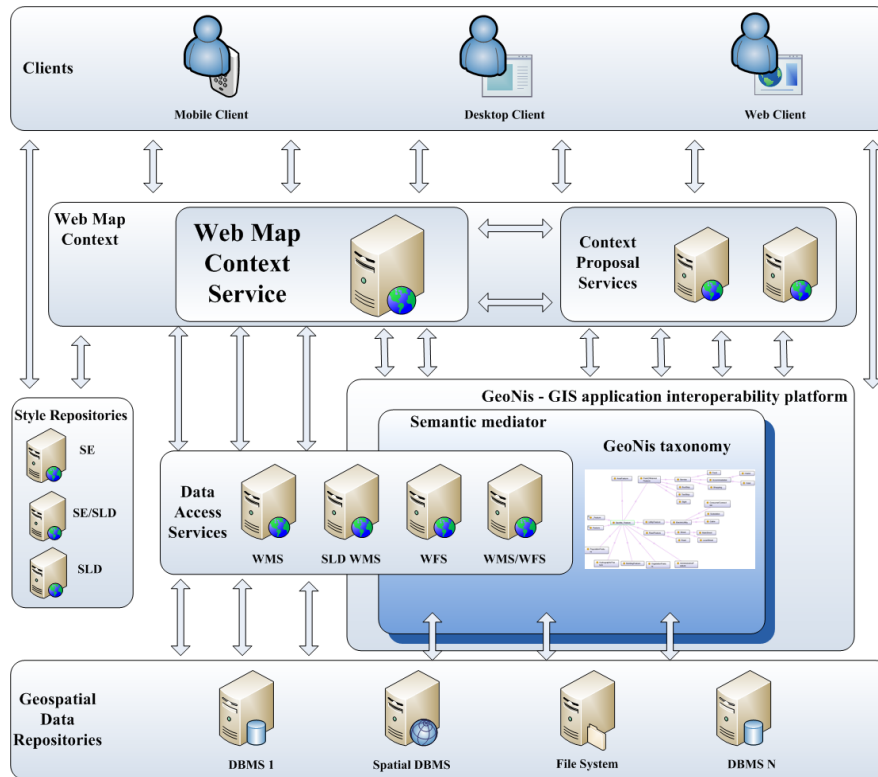 Clients
Mobile Client
Desktop Client
Web Client
Web Map
Context
Web Map
Context
Service
Context
Proposal
Services
Style Repositories
SE
SE/SLD
SLD
GeoNis - GIS application interoperability platform
Semantic mediator
GeoNis taxonomy
Data
Access
Services
WMS
SLD WMS
WFS
WMS/WFS
Geospatial
Data
Repositories
DBMS 1
Spatial DBMS
File System
DBMS N